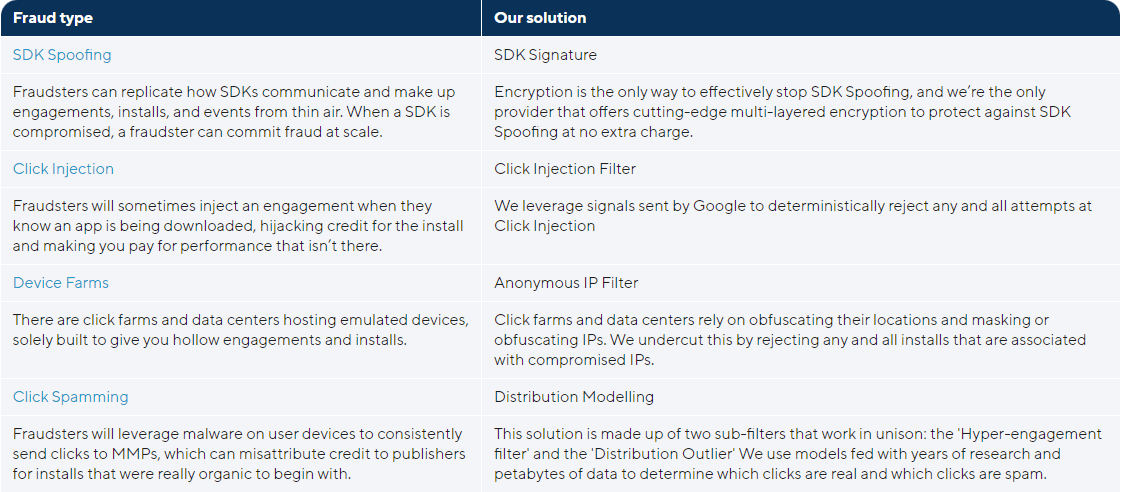 Fraud type
Our solution
SDK Spoofing
SDK Signature
Fraudsters can replicate how SDKs communicate and make up
engagements, installs, and events from thin air. When a SDK is
compromised, a fraudster can commit fraud at scale.
Encryption is the only way to effectively stop SDK Spoofing, and we’re the only
provider that offers cutting-edge multi-layered encryption to protect against SDK
Spoofing at no extra charge.
Click Injection
Click Injection Filter
Fraudsters will sometimes inject an engagement when they
know an app is being downloaded, hijacking credit for the install
and making you pay for performance that isn’t there.
We leverage signals sent by Google to deterministically reject any and all attempts at
Click Injection
Device Farms
Anonymous IP Filter
There are click farms and data centers hosting emulated devices,
solely built to give you hollow engagements and installs.
Click farms and data centers rely on obfuscating their locations and masking or
obfuscating IPs. We undercut this by rejecting any and all installs that are associated
with compromised IPs.
Click Spamming
Distribution Modelling
Fraudsters will leverage malware on user devices to consistently
send clicks to MMPs, which can misattribute credit to publishers
for installs that were really organic to begin with.
This solution is made up of two sub-filters that work in unison: the 'Hyper-engagement
filter' and the 'Distribution Outlier' We use models fed with years of research and
petabytes of data to determine which clicks are real and which clicks are spam.